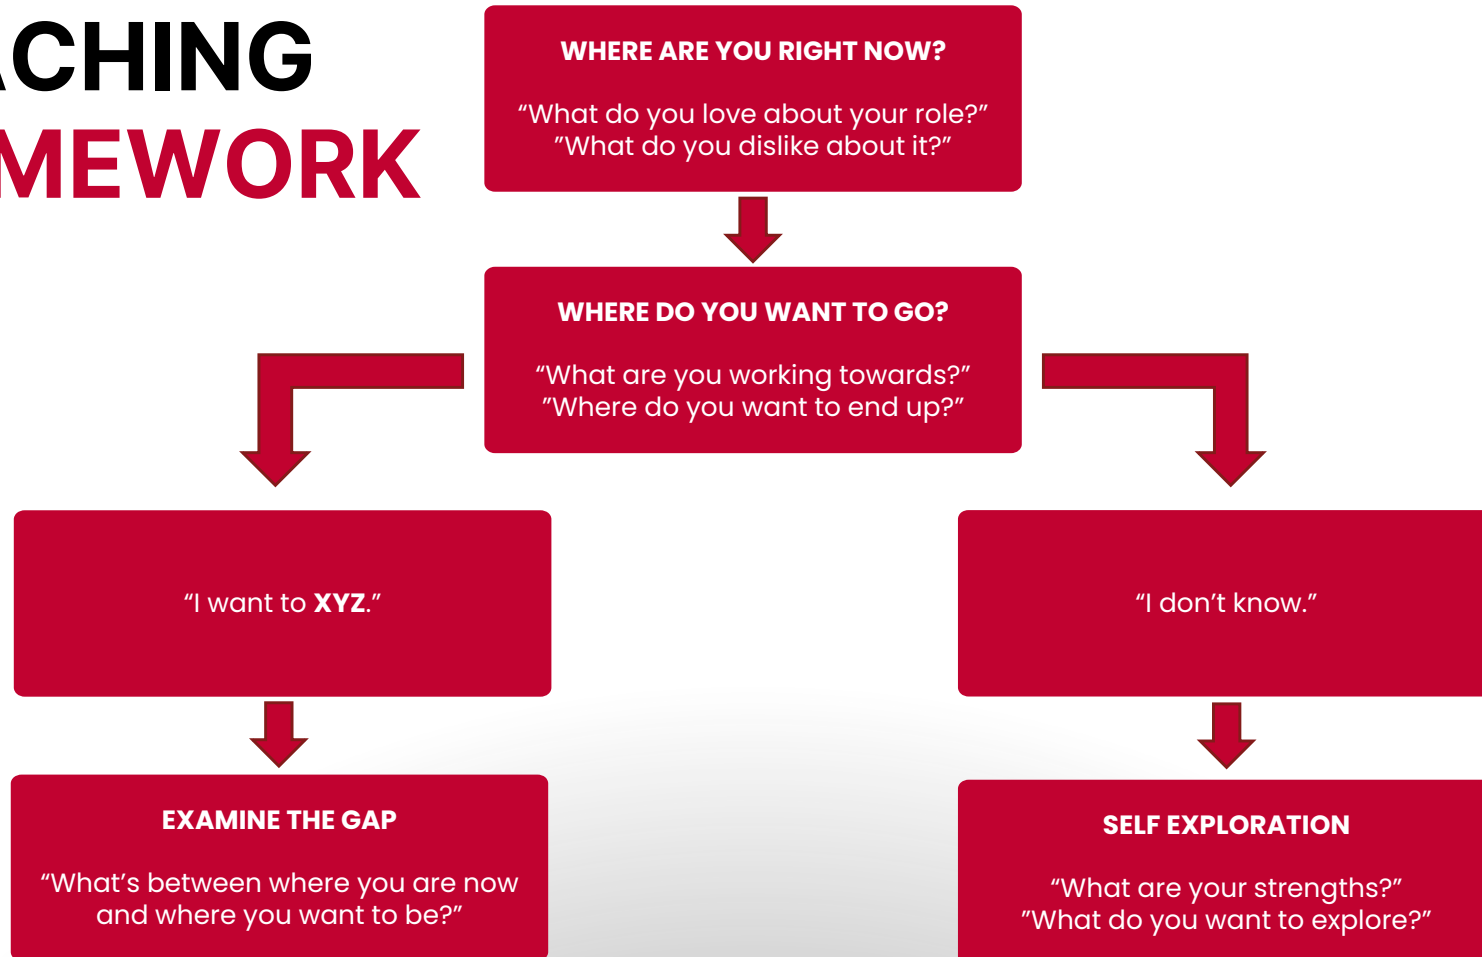 ACHING
MEWORK
WHERE ARE YOU RIGHT NOW?
“What do you love about your role?”
”What do you dislike about it?”
WHERE DO YOU WANT TO GO?
“What are you working towards?”
”Where do you want to end up?”
“I want to XYZ.”
“I don’t know.”
EXAMINE THE GAP
“What’s between where you are now
and where you want to be?”
SELF EXPLORATION
“What are your strengths?”
”What do you want to explore?”